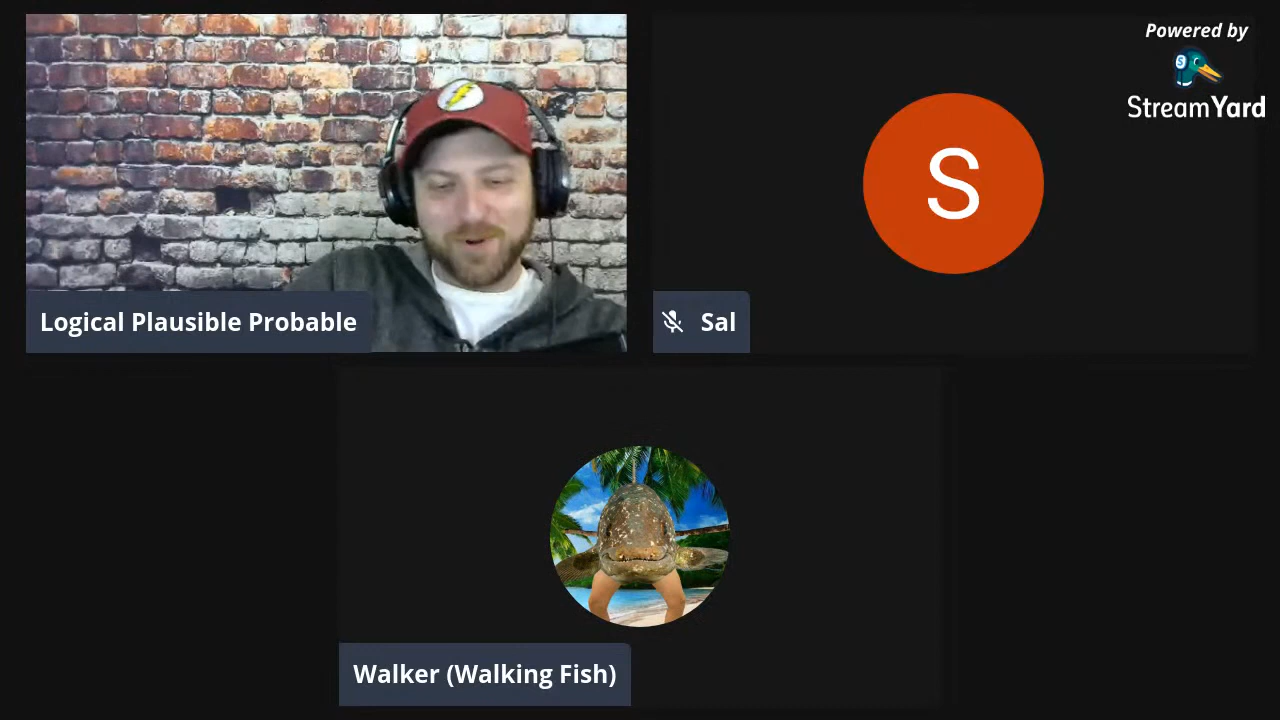 Powered by
StreamYard
Logical Plausible Probable
S
Sal
Walker (Walking Fish)